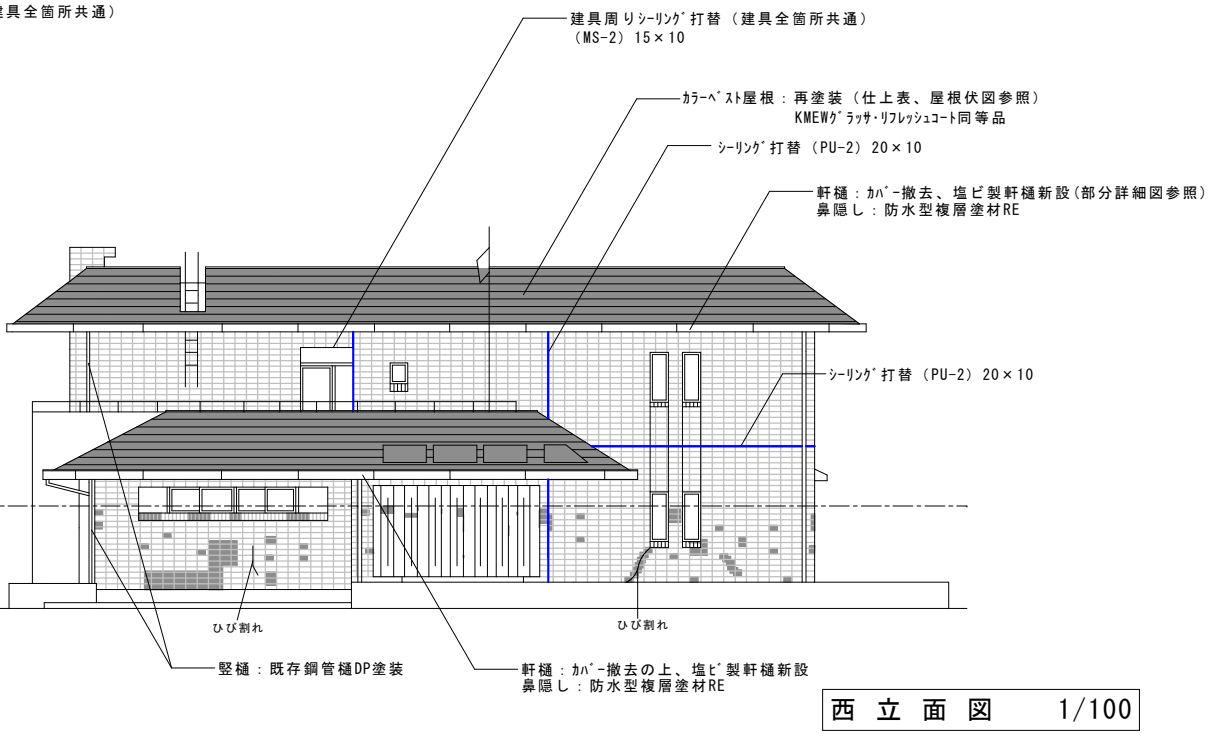 建具全箇所共通）
建具周りシーリング打替（建具全箇所共通）
（MS-2）15×10
カラーベスト屋根：再塗装（仕上表、屋根伏図参照）
KMEWグラッサ・リフレッシュコート同等品
シーリング打替（PU-2）20×10
軒樋：カバー撤去、塩ビ製軒樋新設(部分詳細図参照)
鼻隠し：防水型複層塗材RE
シーリング打替（PU-2）20×10
ひび割れ
ひび割れ
竪樋：既存鋼管樋DP塗装
軒樋：カバー撤去の上、塩ビ製軒樋新設
鼻隠し：防水型複層塗材RE
西立面図 1/100